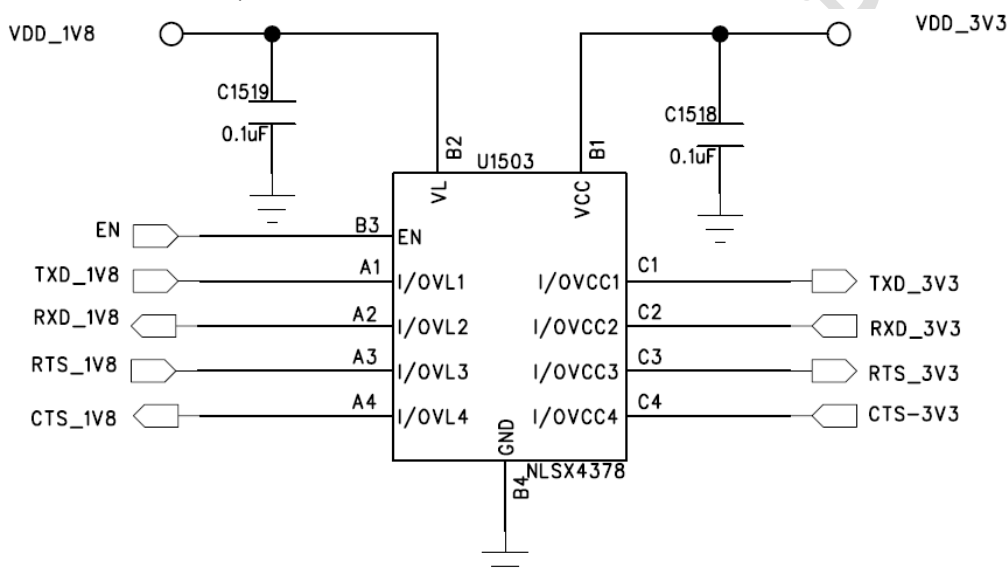 VDD_1V8
VDD_3V3
C1519
0.1uF
C1518
0.1uF
B2
B1
U1503
VL
VCC
EN
B3
EN
TXD_1V8
A1
I/OVL1
I/OVCC1
C1
TXD_3V3
RXD_1V8
A2
I/OVL2
I/OVCC2
C2
RXD_3V3
RTS_1V8
A3
I/OVL3
I/OVCC3
C3
RTS_3V3
CTS_1V8
A4
I/OVL4
I/OVCC4
C4
CTS-3V3
GND
B4
NLSX4378